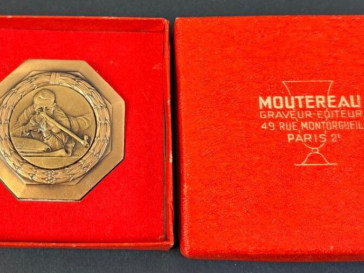 MOUTEREAU
GRAVEUR-EDITEUR
49, RUE MONTORGUEIL
PARIS 2ᵉ